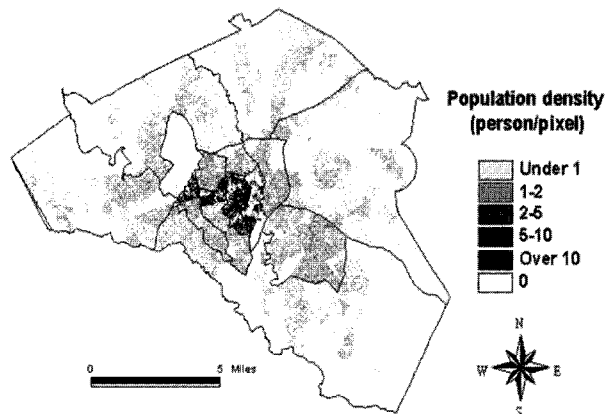 Population density
(person/pixel)
Under 1
1-2
2-5
5-10
Over 10
0
0 5 Miles
N
W E
S